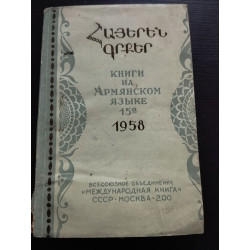 ՀԱՅԵՐԵՆ
ԳՐՔԵՐ
КНИГИ
НА
АРМЯНСКОМ
ЯЗЫКЕ
15а
1958
ВСЕСОЮЗНОЕ ОБЪЕДИНЕНИЕ
«МЕЖДУНАРОДНАЯ КНИГА»
СССР · МОСКВА-200